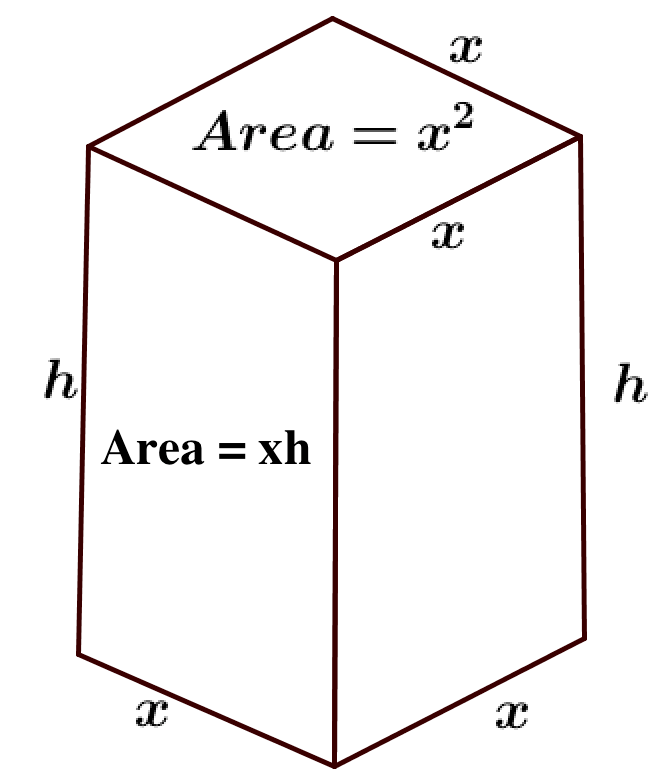 x
Area = x²
x
h
h
Area = xh
x
x